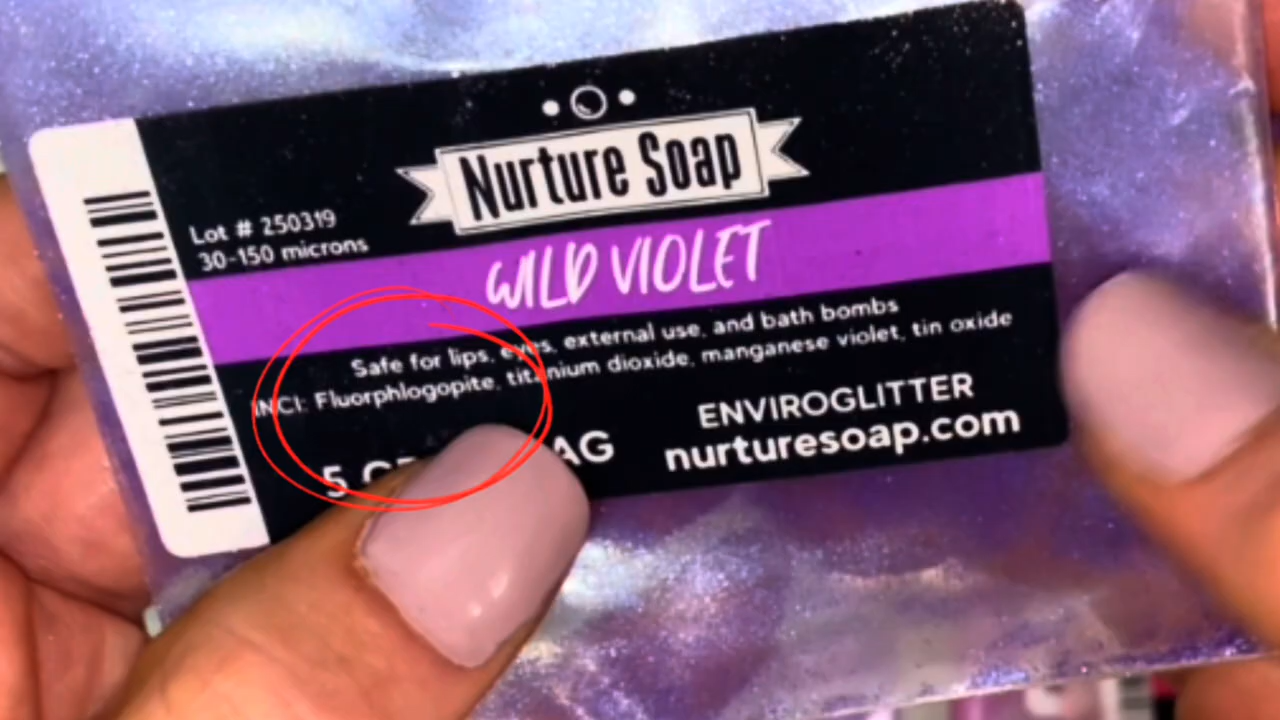 Nurture Soap
Lot # 250319
30-150 microns
WILD VIOLET
Safe for lips, eyes, external use, and bath bombs
INCI: Fluorphlogopite, titanium dioxide, manganese violet, tin oxide
5
ENVIROGLITTER
nurturesoap.com